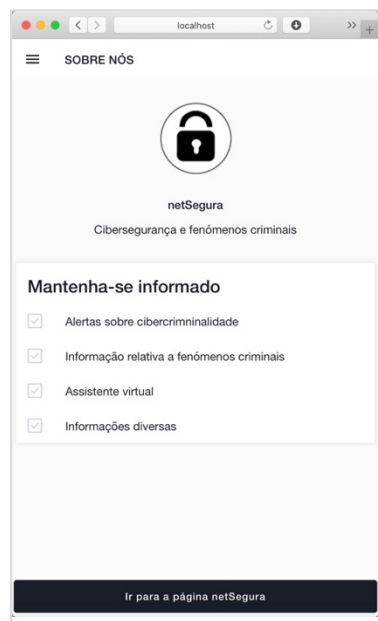 localhost
SOBRE NÓS
netSegura
Cibersegurança e fenómenos criminais
Mantenha-se informado
Alertas sobre cibercrimninalidade
Informação relativa a fenómenos criminais
Assistente virtual
Informações diversas
Ir para a página netSegura